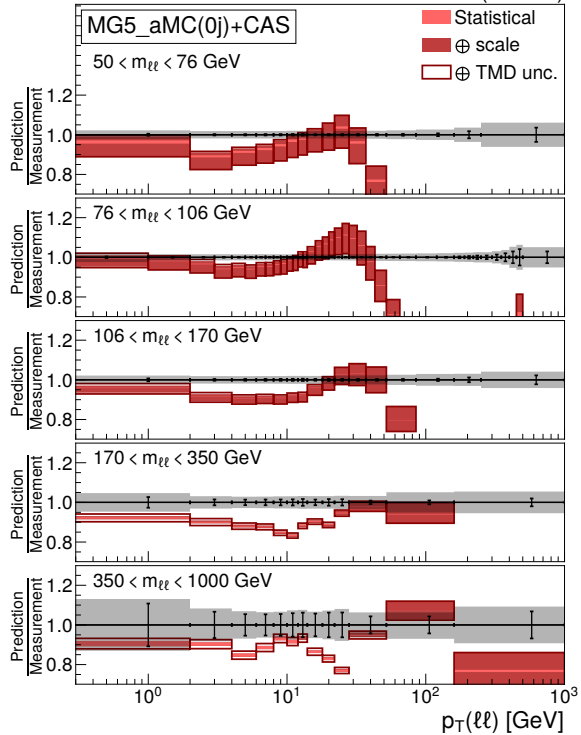 MG5_aMC(0j)+CAS
Statistical
⊕ scale
⊕ TMD unc.
50 < mℓℓ < 76 GeV
Prediction
Measurement
1.2
1.0
0.8
76 < mℓℓ < 106 GeV
Prediction
Measurement
1.2
1.0
0.8
106 < mℓℓ < 170 GeV
Prediction
Measurement
1.2
1.0
0.8
170 < mℓℓ < 350 GeV
Prediction
Measurement
1.2
1.0
0.8
350 < mℓℓ < 1000 GeV
Prediction
Measurement
1.2
1.0
0.8
10⁰ 10¹ 10² 10³
pT(ℓℓ) [GeV]